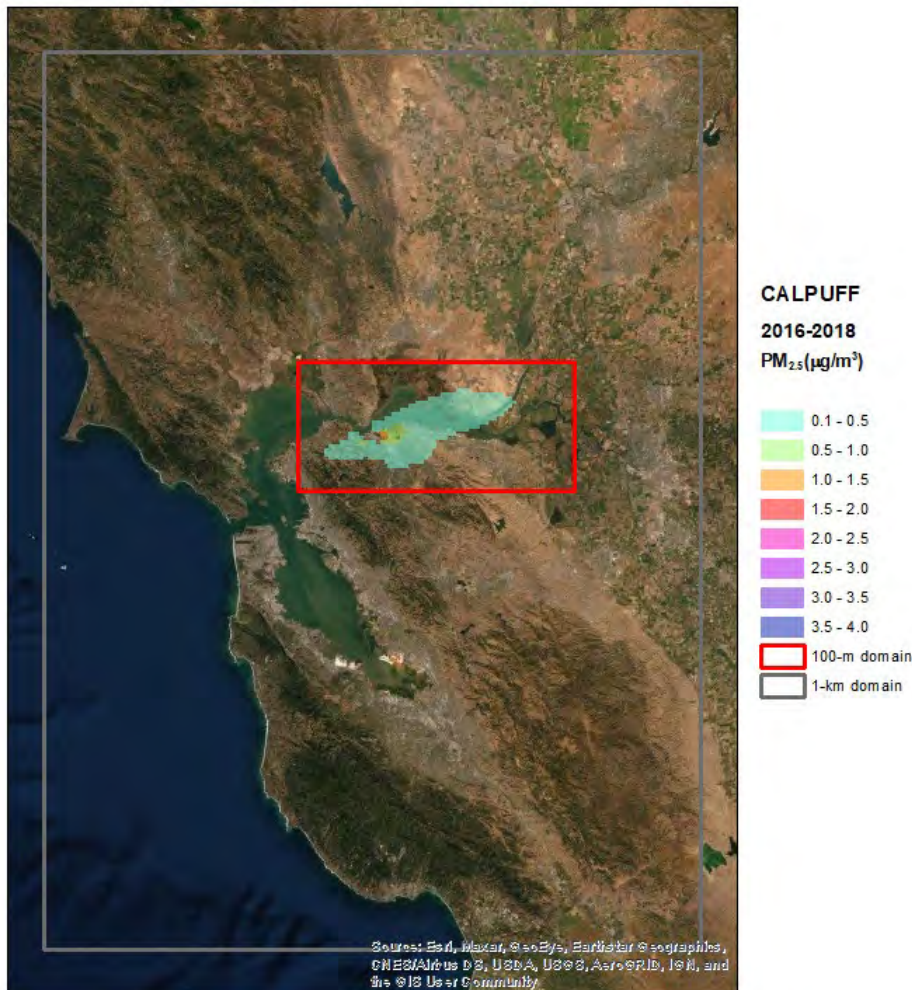 CALPUFF
2016-2018
PM2.5(µg/m³)
0.1 - 0.5
0.5 - 1.0
1.0 - 1.5
1.5 - 2.0
2.0 - 2.5
2.5 - 3.0
3.0 - 3.5
3.5 - 4.0
100-m domain
1-km domain
Source: Esri, Maxar, GeoEye, Earthstar Geographics,
CNES/Airbus DS, USDA, USGS, AeroGRID, IGN, and
the GIS User Community